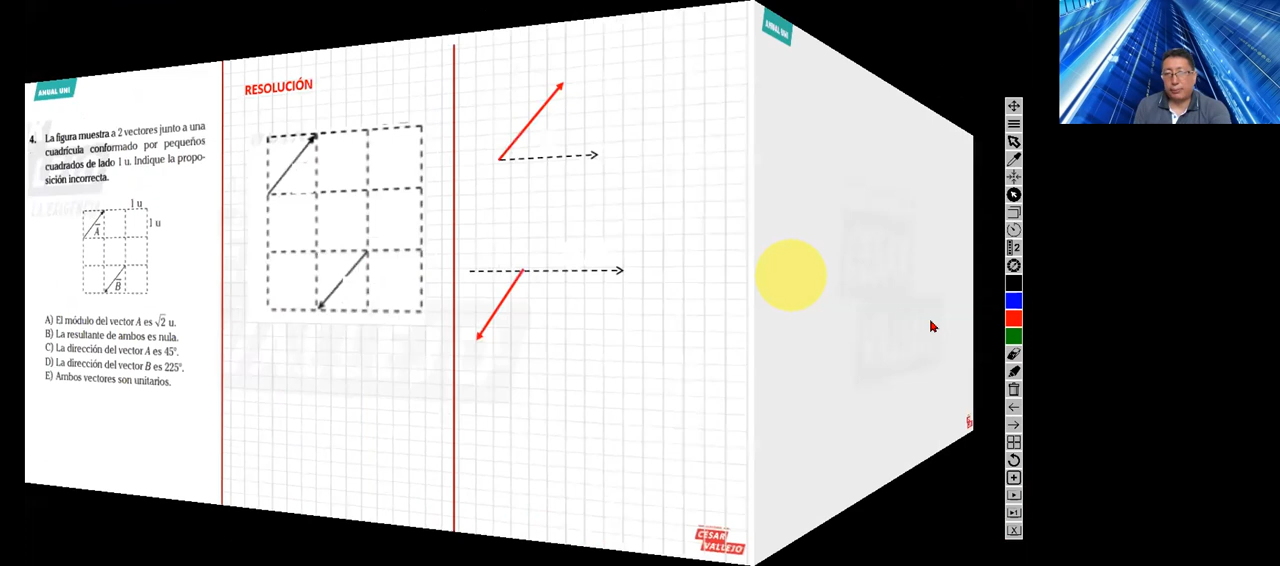 ANUAL UNI
4. La figura muestra a 2 vectores junto a una
cuadrícula conformado por pequeños
cuadrados de lado 1 u. Indique la propo-
sición incorrecta.
1 u
1 u
A
B
A) El módulo del vector A es √2 u.
B) La resultante de ambos es nula.
C) La dirección del vector A es 45°.
D) La dirección del vector B es 225°.
E) Ambos vectores son unitarios.
RESOLUCIÓN
CÉSAR
VALLEJO
ANUAL UNI
2
1
X